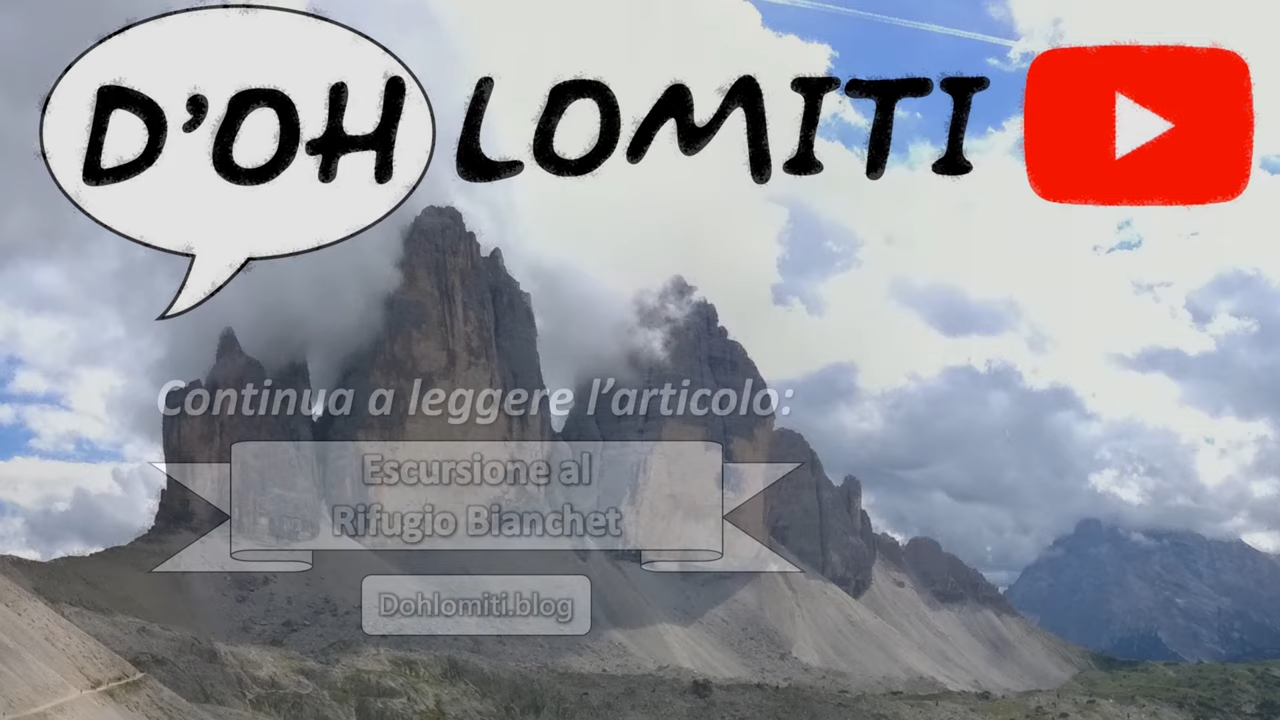 D'OH LOMITI
Continua a leggere l'articolo:
Escursione al
Rifugio Bianchet
Dohlomiti.blog